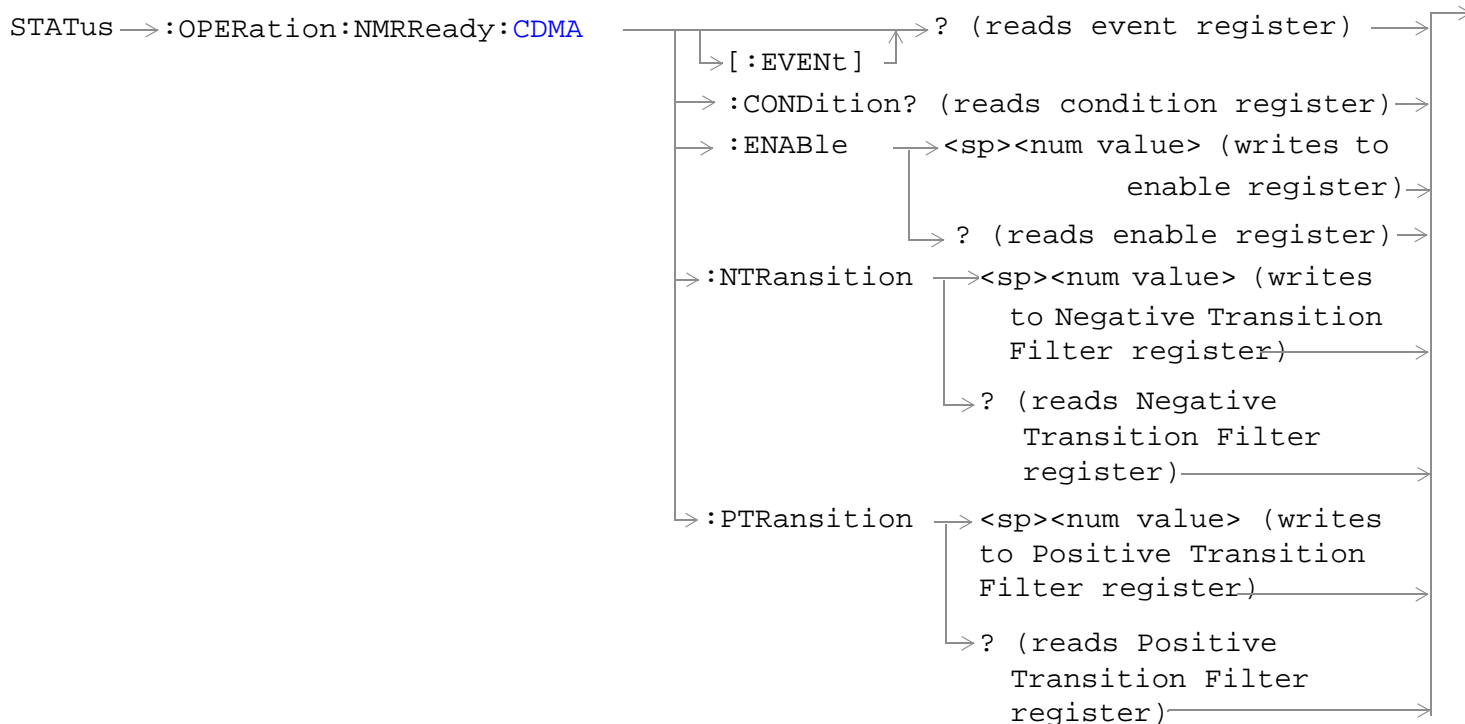 STATus :OPERation:NMRReady:CDMA ? (reads event register)
[:EVENt]
:CONDition? (reads condition register)
:ENABle <sp><num value> (writes to
enable register)
? (reads enable register)
:NTRansition <sp><num value> (writes
to Negative Transition
Filter register)
? (reads Negative
Transition Filter
register)
:PTRansition <sp><num value> (writes
to Positive Transition
Filter register)
? (reads Positive
Transition Filter
register)